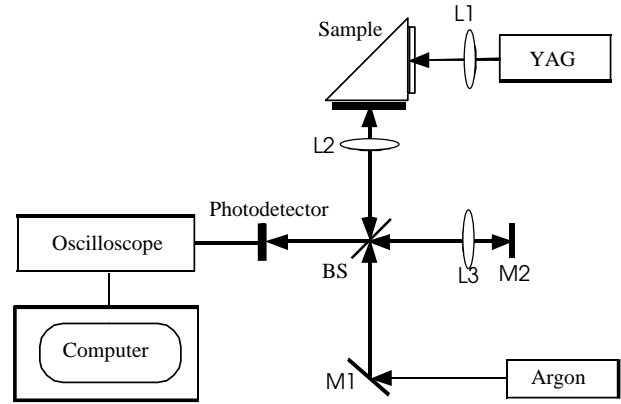 L1
Sample
YAG
L2
Photodetector
Oscilloscope
BS
L3
M2
Computer
M1
Argon